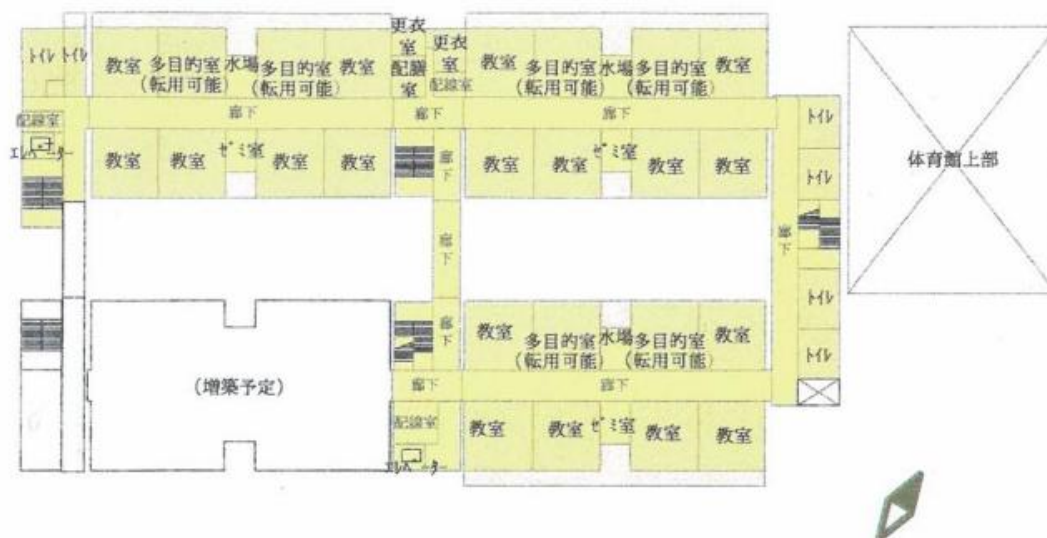 更衣
室
配膳
室
更衣
室
配線室
トイレ トイレ
教室 多目的室 水場 多目的室 教室
(転用可能) (転用可能)
教室 多目的室 水場 多目的室 教室
(転用可能) (転用可能)
廊下 廊下 廊下
トイレ
配線室
エレベーター
教室 教室 ゼミ室 教室 教室
廊下
教室 教室 ゼミ室 教室 教室
トイレ
体育館上部
廊下
廊下
廊下
トイレ
教室 多目的室 水場 多目的室 教室
(転用可能) (転用可能)
トイレ
(増築予定)
廊下 廊下
配線室
エレベーター
教室 教室 ゼミ室 教室 教室